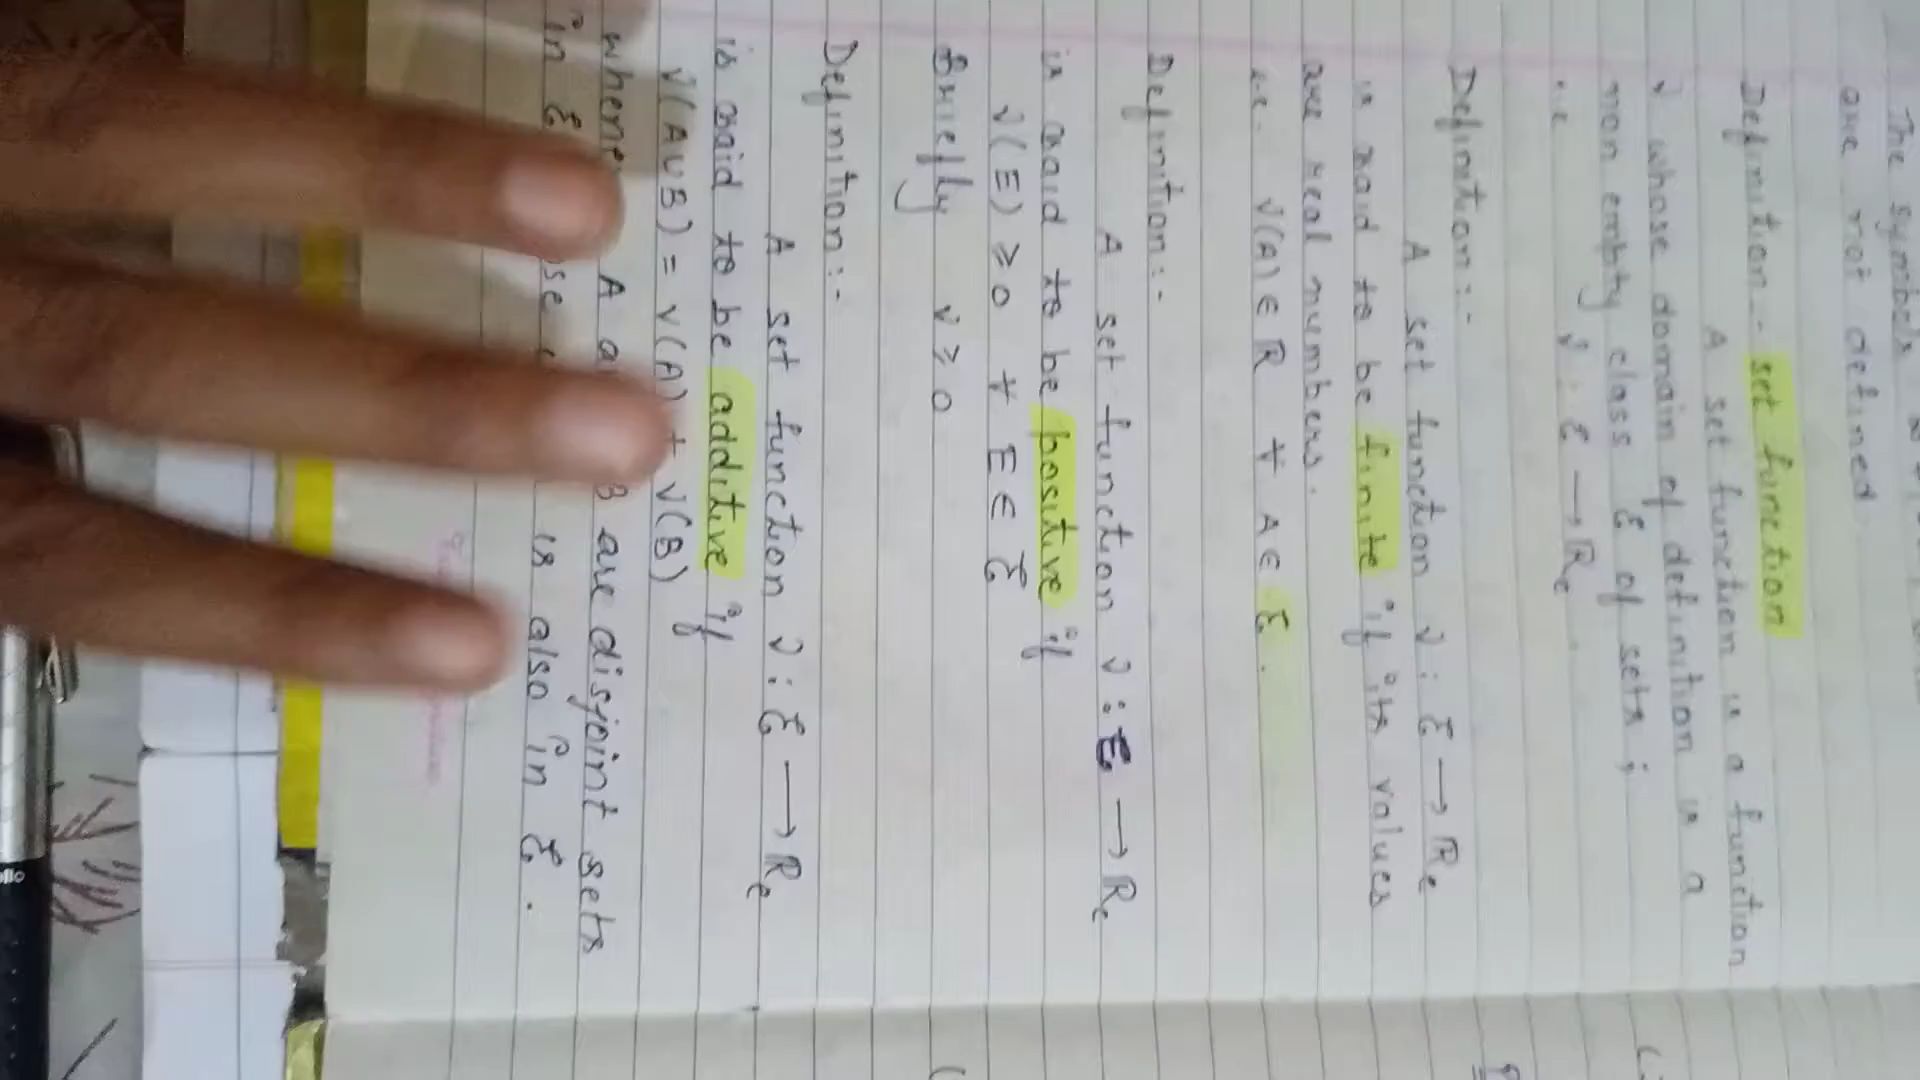 The symbols
are not defined.
Definition:- set function
A set function is a function
ν whose domain of definition is a
non empty class ℰ of sets ;
i.e ν : ℰ → ℝe .
Definition :-
A set function ν : ℰ → ℝe
is said to be finite if its values
are real numbers.
i.e. ν(A) ∈ ℝ ∀ A ∈ ℰ .
Definition :-
A set function ν : ℰ → ℝe
is said to be positive if
ν(E) ≥ 0 ∀ E ∈ ℰ
Briefly ν ≥ 0
Definition :-
A set function ν : ℰ → ℝe
is said to be additive if
ν(A∪B) = ν(A) + ν(B)
A B are disjoint sets
in ℰ is also in ℰ .